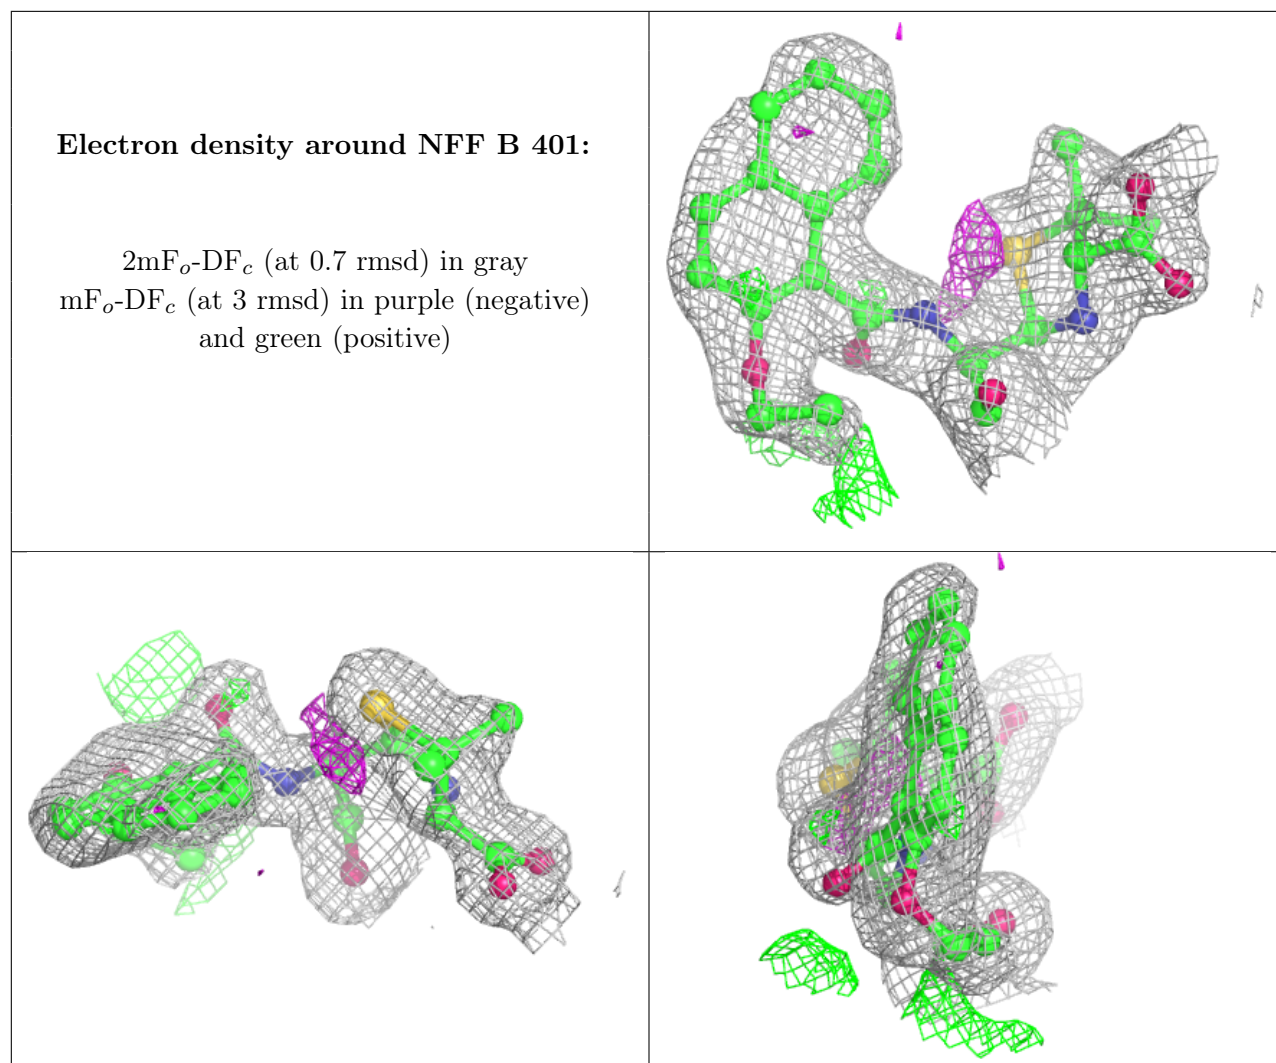 Electron density around NFF B 401:
2mFₒ-DF𝒸 (at 0.7 rmsd) in gray
mFₒ-DF𝒸 (at 3 rmsd) in purple (negative)
and green (positive)